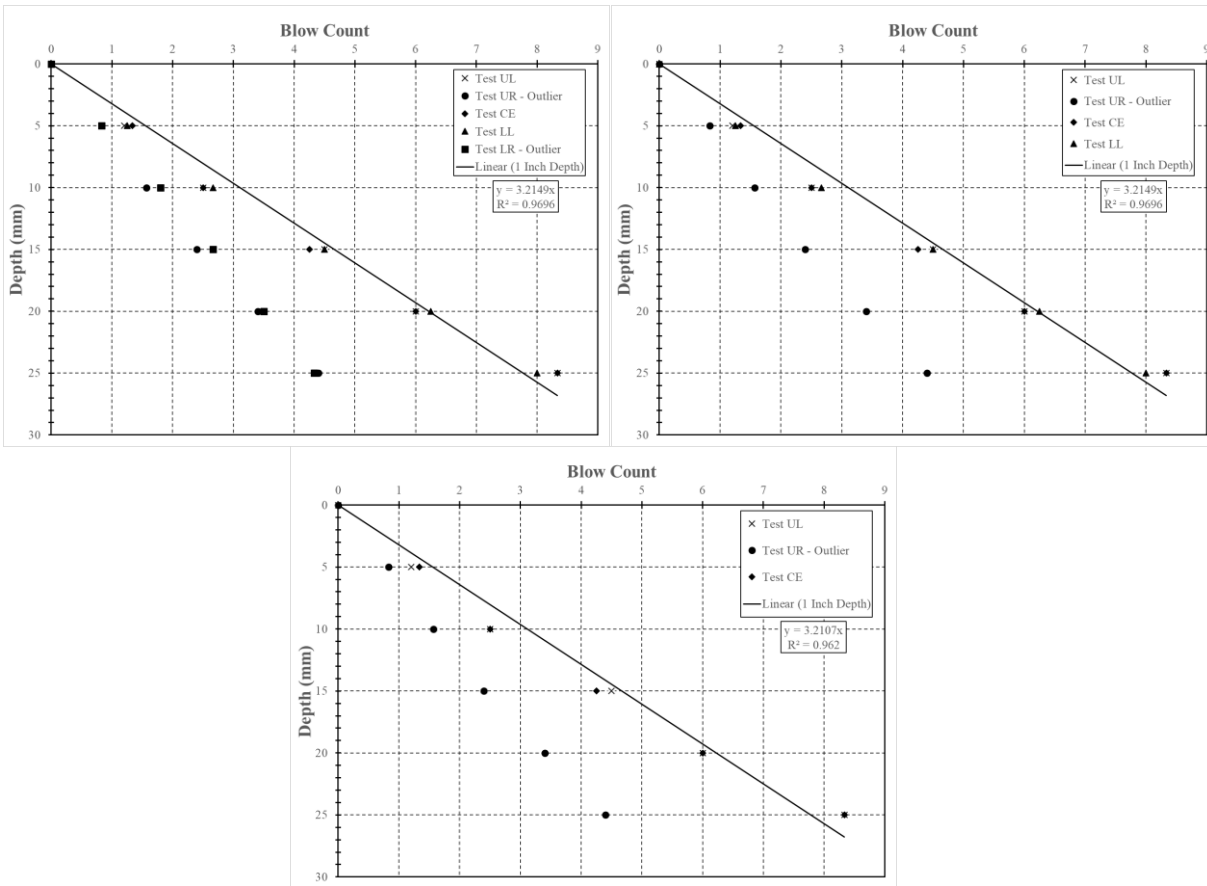 Blow Count
0 1 2 3 4 5 6 7 8 9
0
5
10
15
20
25
30
Depth (mm)
Test UL
Test UR - Outlier
Test CE
Test LL
Test LR - Outlier
Linear (1 Inch Depth)
y = 3.2149x
R² = 0.9696
Blow Count
0 1 2 3 4 5 6 7 8 9
0
5
10
15
20
25
30
Depth (mm)
Test UL
Test UR - Outlier
Test CE
Test LL
Linear (1 Inch Depth)
y = 3.2149x
R² = 0.9696
Blow Count
0 1 2 3 4 5 6 7 8 9
0
5
10
15
20
25
30
Depth (mm)
Test UL
Test UR - Outlier
Test CE
Linear (1 Inch Depth)
y = 3.2107x
R² = 0.962